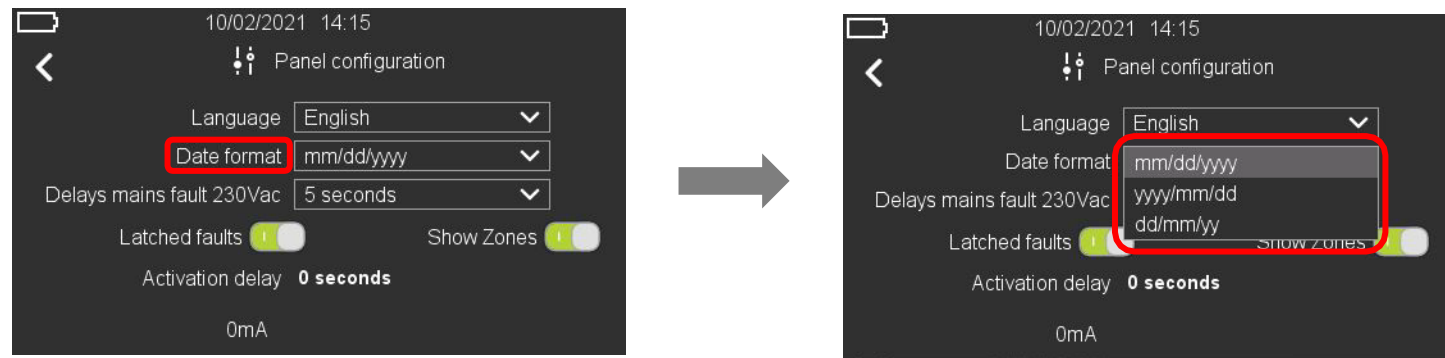 10/02/2021 14:15
Panel configuration
Language English
Date format mm/dd/yyyy
Delays mains fault 230Vac 5 seconds
Latched faults Show Zones
Activation delay 0 seconds
0mA
10/02/2021 14:15
Panel configuration
Language English
Date format mm/dd/yyyy
Delays mains fault 230Vac yyyy/mm/dd
dd/mm/yy
Latched faults Show Zones
Activation delay 0 seconds
0mA